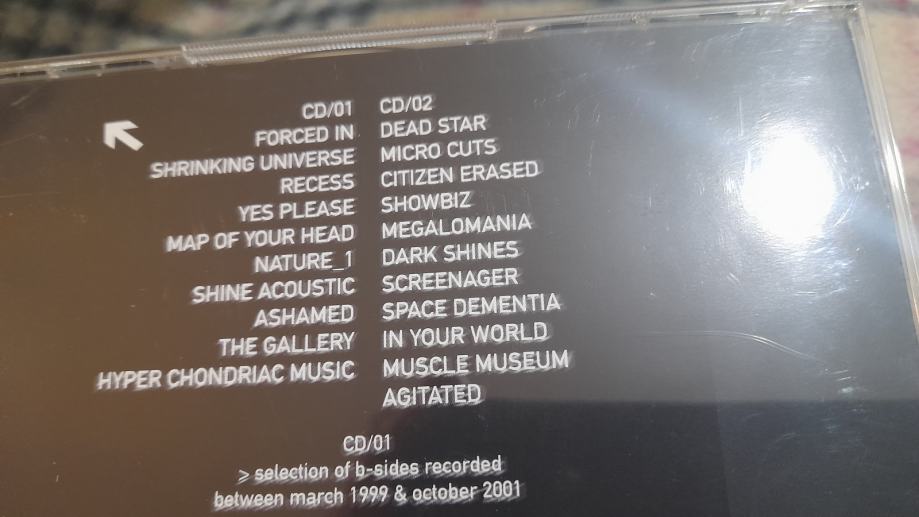 CD/01
FORCED IN
SHRINKING UNIVERSE
RECESS
YES PLEASE
MAP OF YOUR HEAD
NATURE_1
SHINE ACOUSTIC
ASHAMED
THE GALLERY
HYPER CHONDRIAC MUSIC
CD/02
DEAD STAR
MICRO CUTS
CITIZEN ERASED
SHOWBIZ
MEGALOMANIA
DARK SHINES
SCREENAGER
SPACE DEMENTIA
IN YOUR WORLD
MUSCLE MUSEUM
AGITATED
CD/01
> selection of b-sides recorded
between march 1999 & october 2001